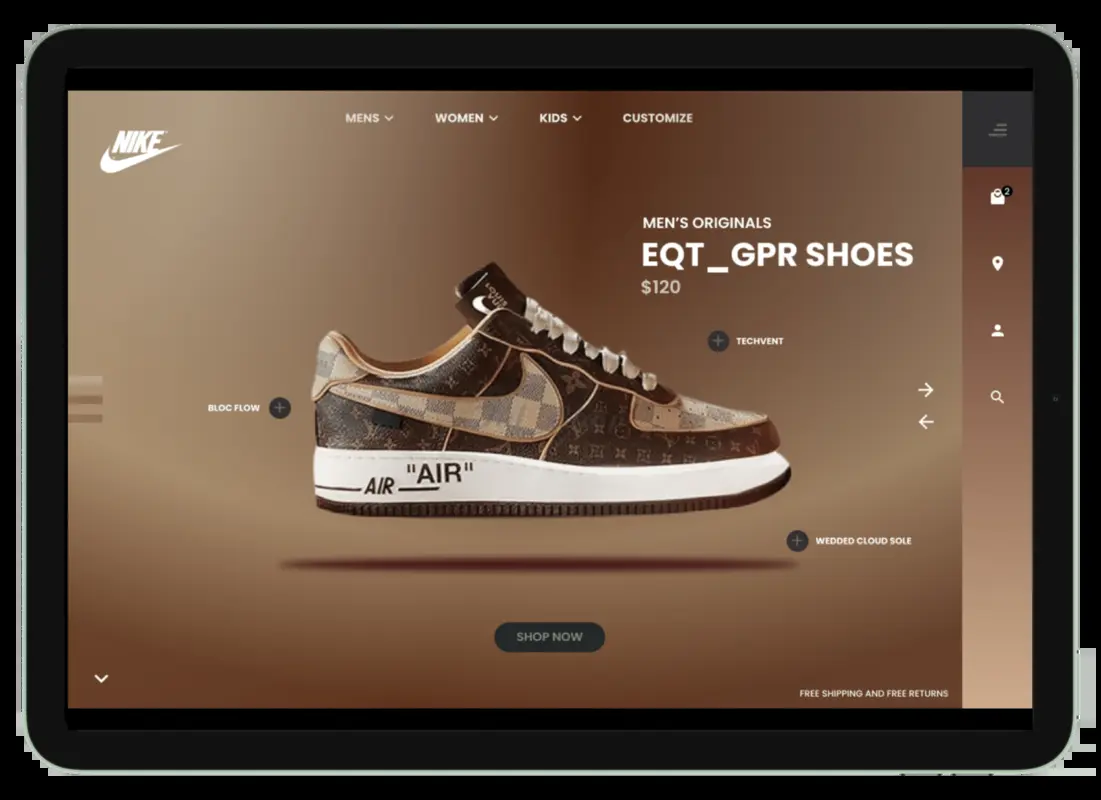 MENS
WOMEN
KIDS
CUSTOMIZE
NIKE
2
MEN'S ORIGINALS
EQT_GPR SHOES
$120
LOUIS
TECHVENT
BLOC FLOW
"AIR"
AIR
WEDDED CLOUD SOLE
SHOP NOW
FREE SHIPPING AND FREE RETURNS